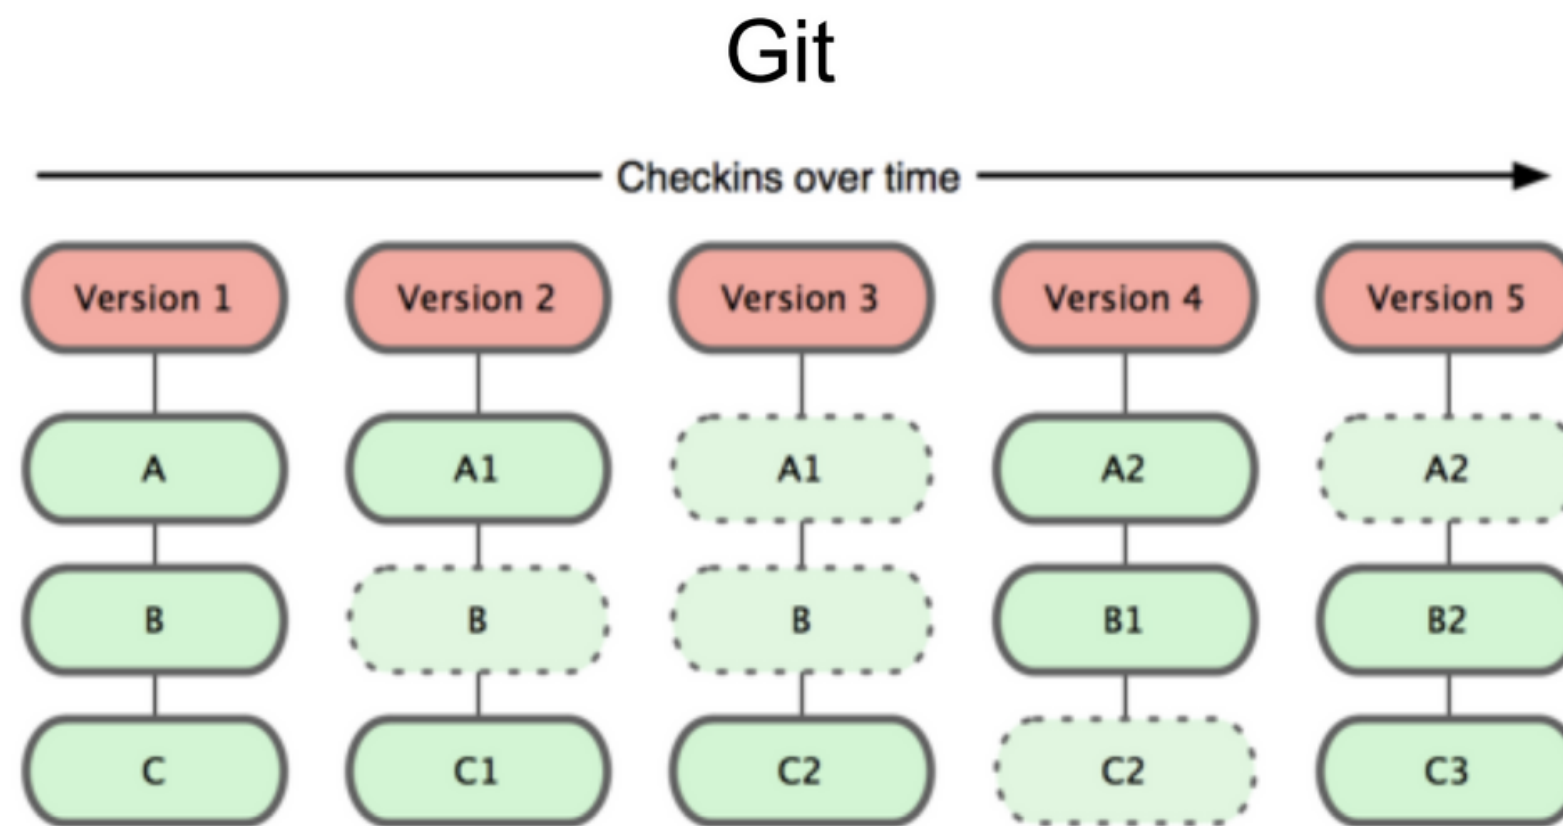 Git
Checkins over time
Version 1 Version 2 Version 3 Version 4 Version 5
A A1 A1 A2 A2
B B B B1 B2
C C1 C2 C2 C3